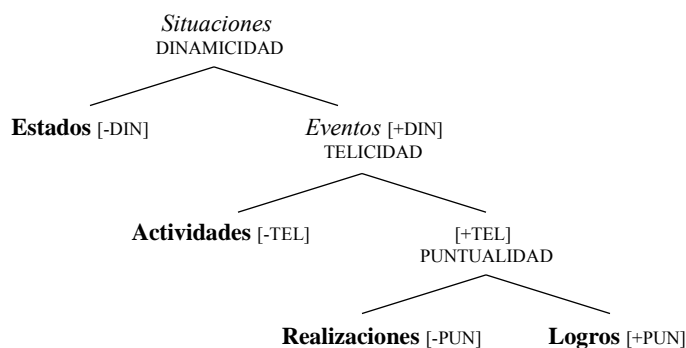 Situaciones
DINAMICIDAD
Estados [-DIN]
Eventos [+DIN]
TELICIDAD
Actividades [-TEL]
[+TEL]
PUNTUALIDAD
Realizaciones [-PUN]
Logros [+PUN]